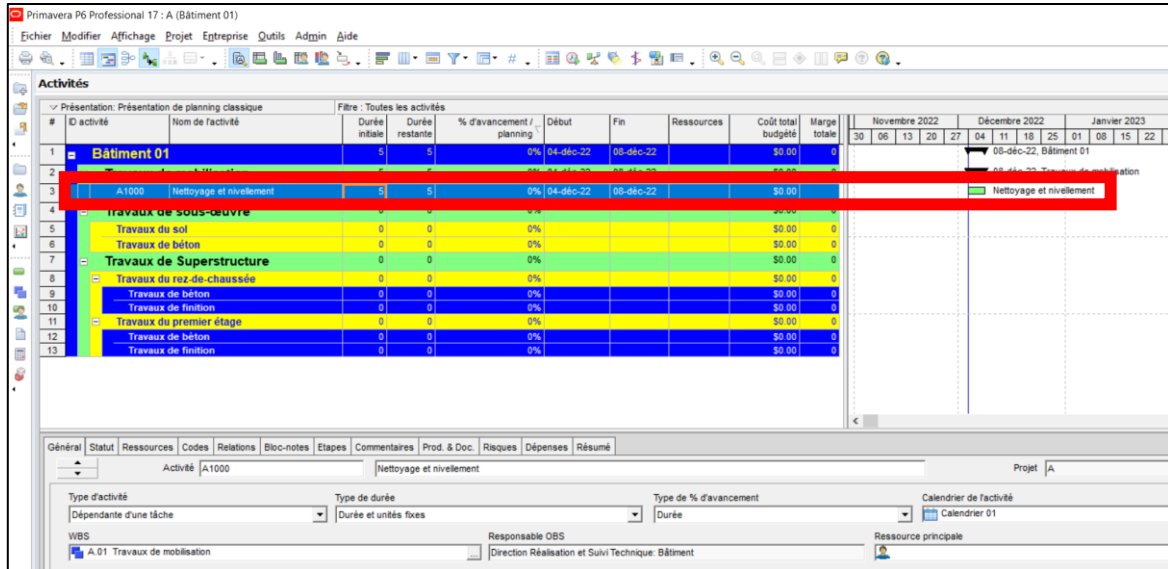 Primavera P6 Professional 17 : A (Bâtiment 01)
Fichier Modifier Affichage Projet Entreprise Outils Admin Aide
Activités
Présentation: Présentation de planning classique Filtre : Toutes les activités
# ID activité Nom de l'activité Durée initiale Durée restante % d'avancement / planning Début Fin Ressources Coût total budgété Marge totale Novembre 2022 Décembre 2022 Janvier 2023
30 06 13 20 27 04 11 18 25 01 08 15 22
1 Bâtiment 01 5 5 0% 04-déc-22 08-déc-22 $0.00 0 08-déc-22, Bâtiment 01
2 Travaux de mobilisation 5 5 0% 04-déc-22 08-déc-22 $0.00 0 08-déc-22, Travaux de mobilisation
3 A1000 Nettoyage et nivellement 5 5 0% 04-déc-22 08-déc-22 $0.00 0 Nettoyage et nivellement
4 Travaux de sous-œuvre 0 0 0% $0.00 0
5 Travaux du sol 0 0 0% $0.00 0
6 Travaux de béton 0 0 0% $0.00 0
7 Travaux de Superstructure 0 0 0% $0.00 0
8 Travaux du rez-de-chaussée 0 0 0% $0.00 0
9 Travaux de béton 0 0 0% $0.00 0
10 Travaux de finition 0 0 0% $0.00 0
11 Travaux du premier étage 0 0 0% $0.00 0
12 Travaux de béton 0 0 0% $0.00 0
13 Travaux de finition 0 0 0% $0.00 0
Général Statut Ressources Codes Relations Bloc-notes Etapes Commentaires Prod. & Doc. Risques Dépenses Résumé
Activité A1000 Nettoyage et nivellement Projet A
Type d'activité Type de durée Type de % d'avancement Calendrier de l'activité
Dépendante d'une tâche Durée et unités fixes Durée Calendrier 01
WBS Responsable OBS Ressource principale
A.01 Travaux de mobilisation ... Direction Réalisation et Suivi Technique: Bâtiment